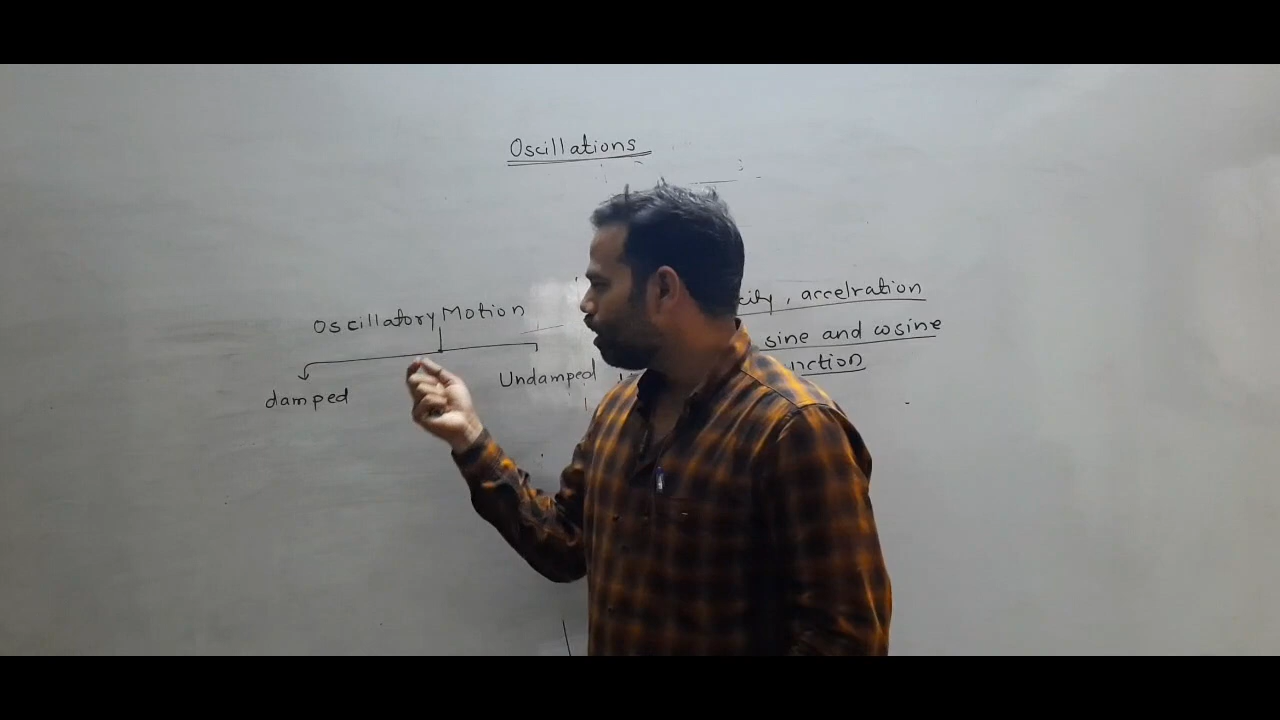 Oscillations
Oscillatory Motion
damped
Undamped
, accelration
sine and cosine